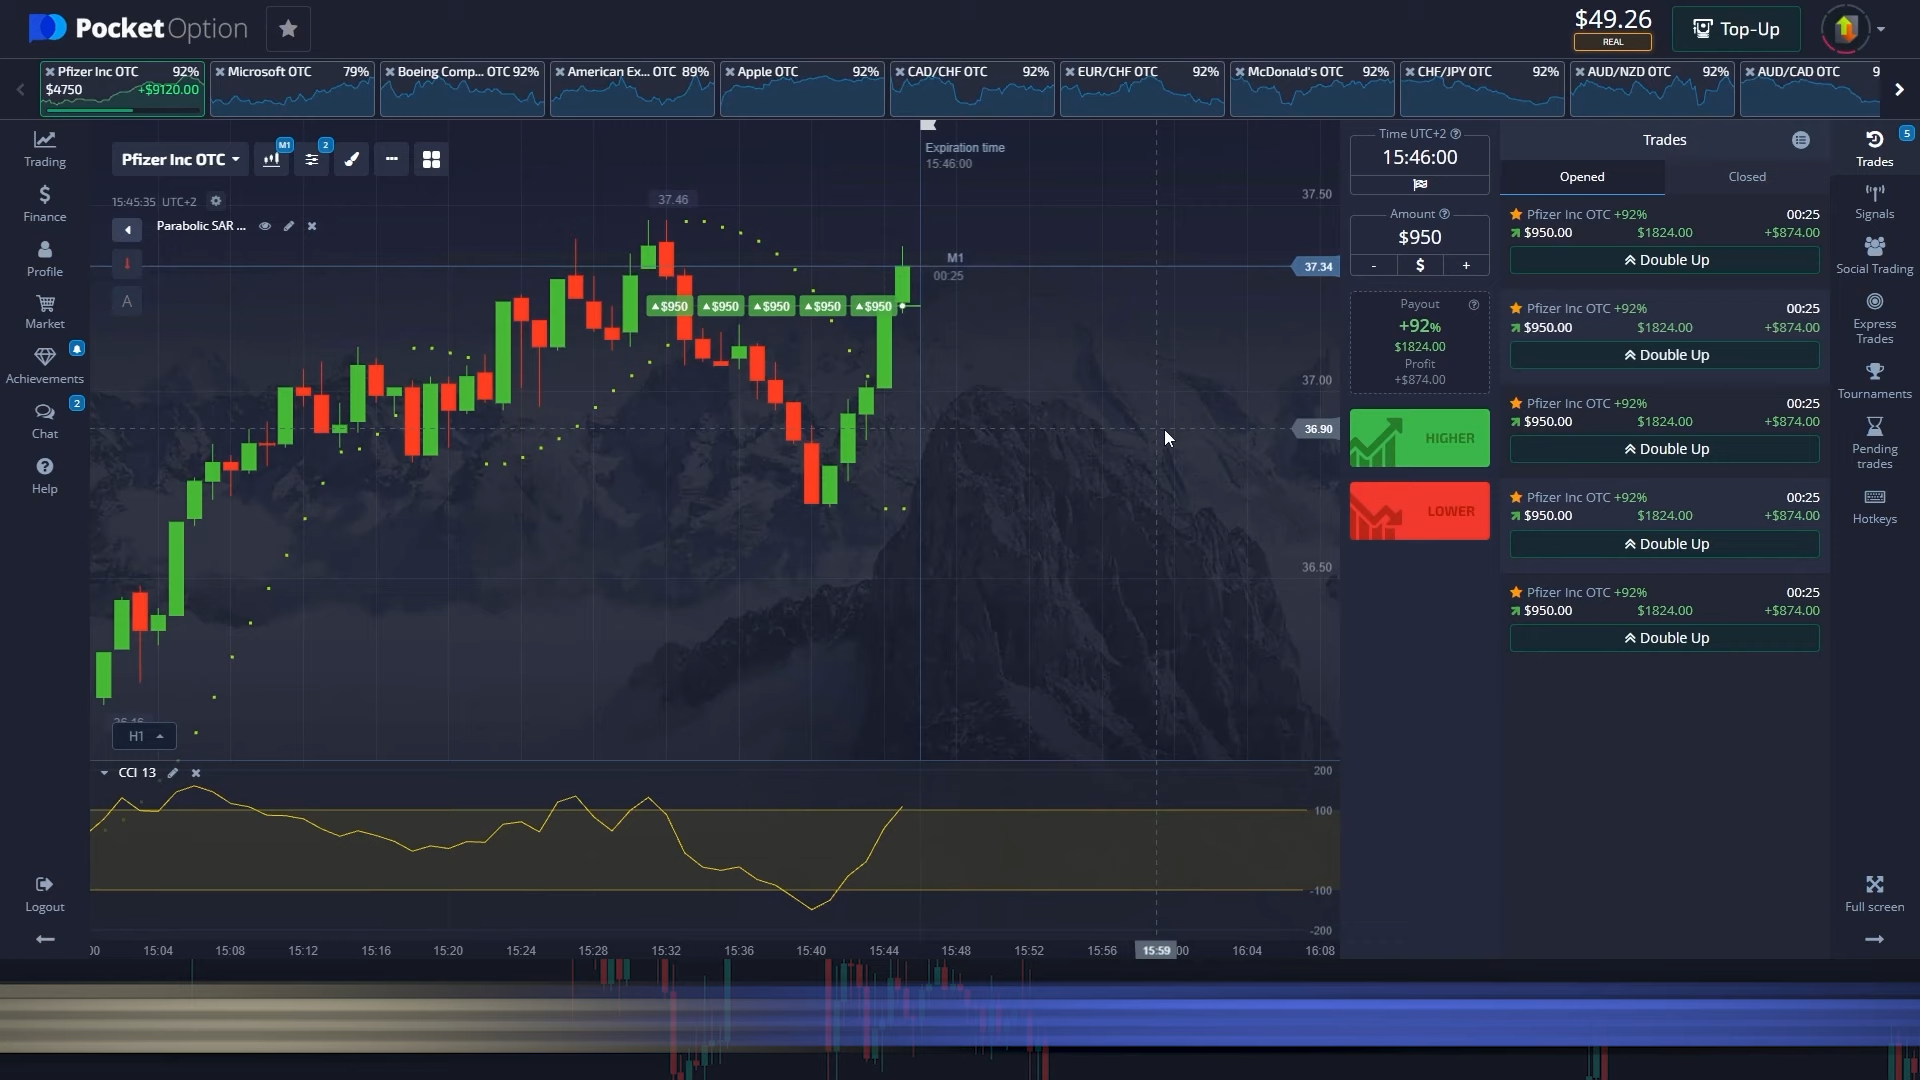 PocketOption
$49.26
REAL
Top-Up
Pfizer Inc OTC 92%
$4750 +$9120.00
Microsoft OTC 79%
Boeing Comp... OTC 92%
American Ex... OTC 89%
Apple OTC 92%
CAD/CHF OTC 92%
EUR/CHF OTC 92%
McDonald's OTC 92%
CHF/JPY OTC 92%
AUD/NZD OTC 92%
AUD/CAD OTC 9
Trading
Finance
Profile
Market
Achievements
2
Chat
Help
Logout
Pfizer Inc OTC
M1
2
15:45:35 UTC+2
Parabolic SAR ...
A
37.46
Expiration time
15:46:00
M1
00:25
$950 $950 $950 $950 $950
37.50
37.34
37.00
36.90
36.50
H1
CCI 13
200
100
-100
-200
00 15:04 15:08 15:12 15:16 15:20 15:24 15:28 15:32 15:36 15:40 15:44 15:48 15:52 15:56 15:59 00 16:04 16:08
Time UTC+2
15:46:00
Amount
$950
- $ +
Payout
+92%
$1824.00
Profit
+$874.00
HIGHER
LOWER
Trades
Opened Closed
Pfizer Inc OTC +92% 00:25
$950.00 $1824.00 +$874.00
Double Up
Pfizer Inc OTC +92% 00:25
$950.00 $1824.00 +$874.00
Double Up
Pfizer Inc OTC +92% 00:25
$950.00 $1824.00 +$874.00
Double Up
Pfizer Inc OTC +92% 00:25
$950.00 $1824.00 +$874.00
Double Up
Pfizer Inc OTC +92% 00:25
$950.00 $1824.00 +$874.00
Double Up
5
Trades
Signals
Social Trading
Express
Trades
Tournaments
Pending
trades
Hotkeys
Full screen